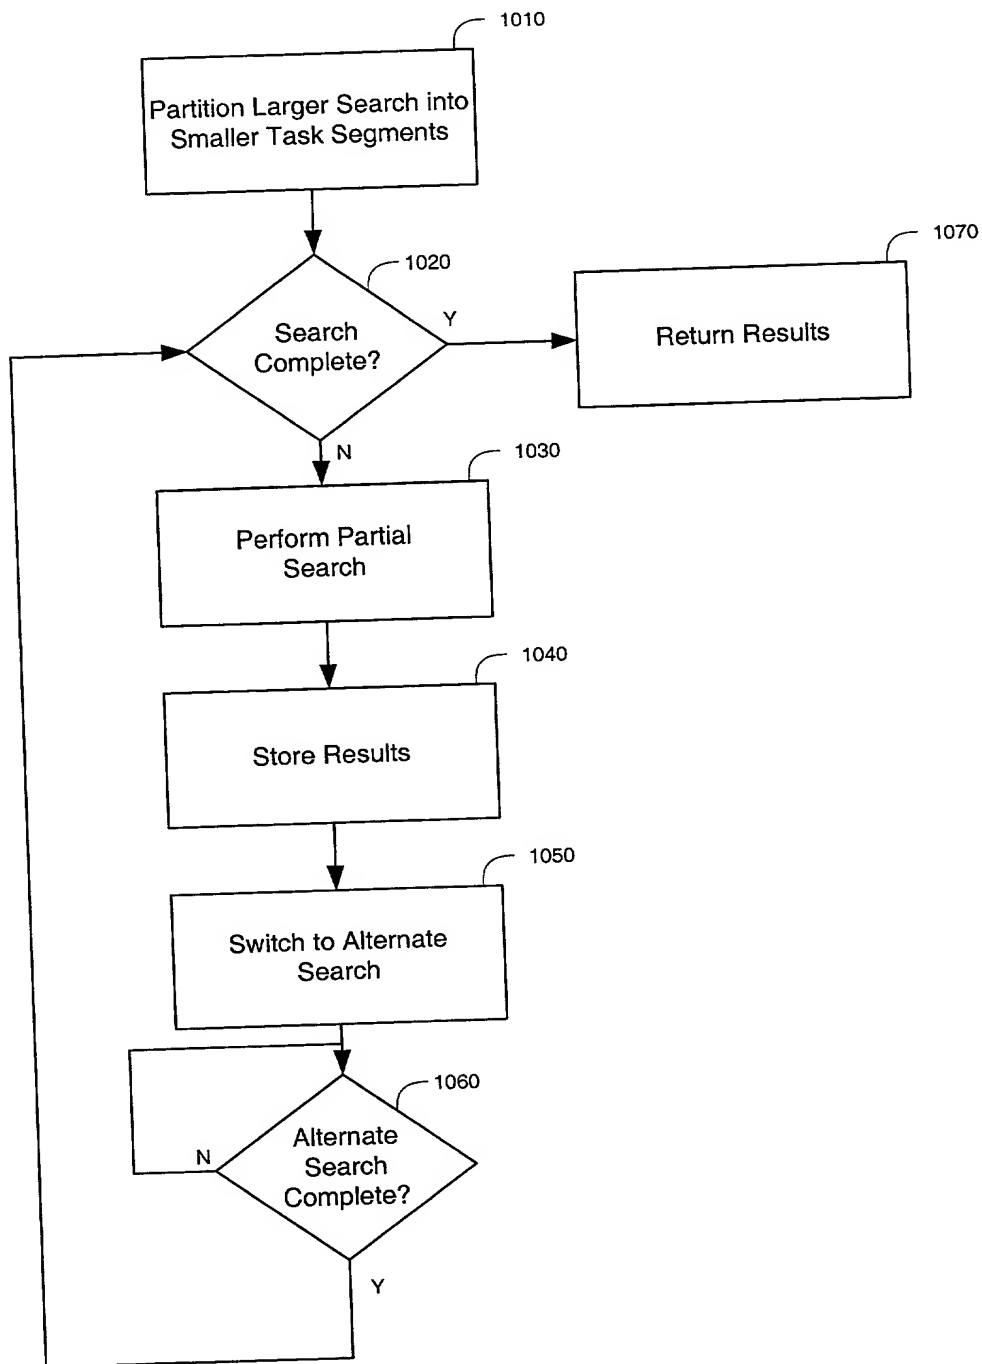 1010
Partition Larger Search into
Smaller Task Segments
1020
Search
Complete?
Y
1070
Return Results
N
1030
Perform Partial
Search
1040
Store Results
1050
Switch to Alternate
Search
1060
Alternate
Search
Complete?
N
Y